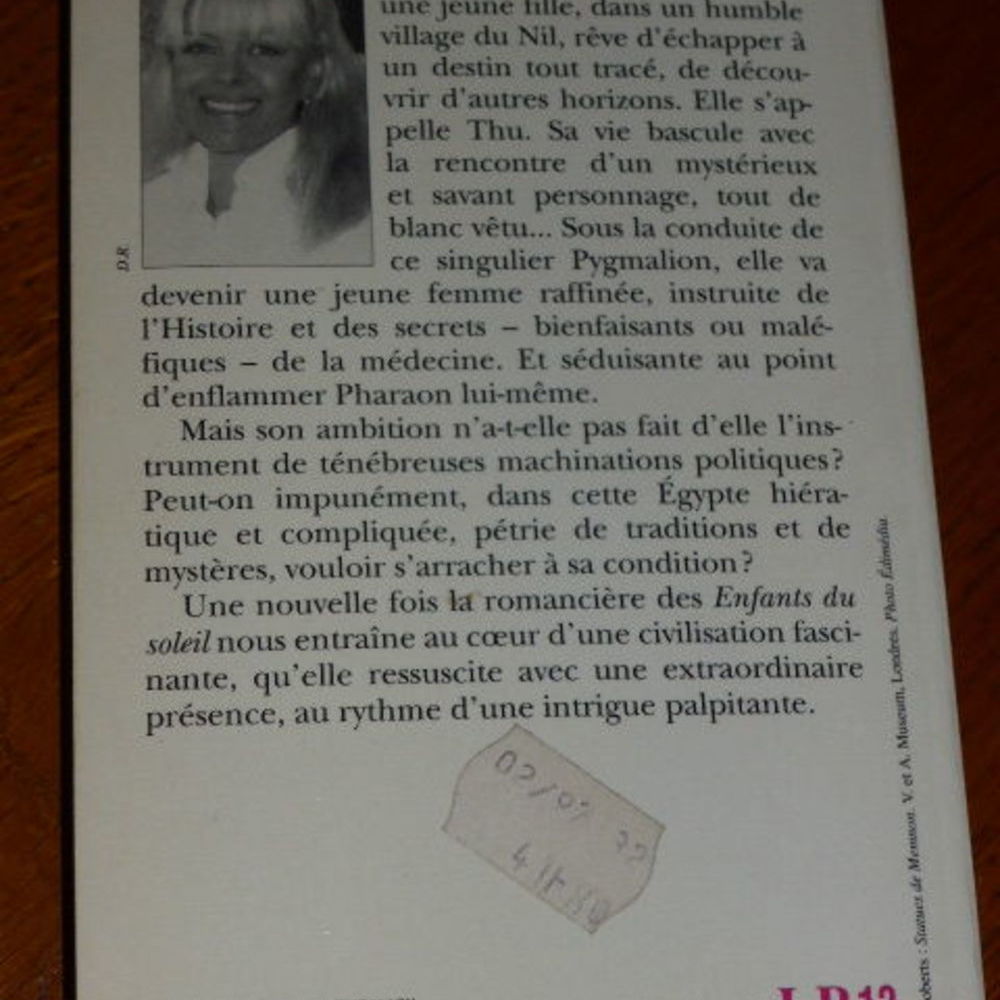 une jeune fille, dans un humble
village du Nil, rêve d'échapper à
un destin tout tracé, de décou-
vrir d'autres horizons. Elle s'ap-
pelle Thu. Sa vie bascule avec
la rencontre d'un mystérieux
et savant personnage, tout de
blanc vêtu... Sous la conduite de
ce singulier Pygmalion, elle va
devenir une jeune femme raffinée, instruite de
l'Histoire et des secrets – bienfaisants ou malé-
fiques – de la médecine. Et séduisante au point
d'enflammer Pharaon lui-même.
Mais son ambition n'a-t-elle pas fait d'elle l'ins-
trument de ténébreuses machinations politiques?
Peut-on impunément, dans cette Égypte hiéra-
tique et compliquée, pétrie de traditions et de
mystères, vouloir s'arracher à sa condition?
Une nouvelle fois la romancière des Enfants du
soleil nous entraîne au cœur d'une civilisation fasci-
nante, qu'elle ressuscite avec une extraordinaire
présence, au rythme d'une intrigue palpitante.
D.R.
oberts : Statues de Memnon. V. et A. Museum, Londres. Photo Édimédia